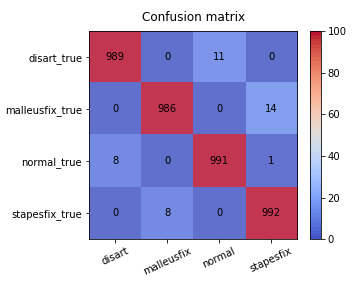 Confusion matrix
disart_true 989 0 11 0 100
malleusfix_true 0 986 0 14 80
60
normal_true 8 0 991 1 40
20
stapesfix_true 0 8 0 992 0
disart malleusfix normal stapesfix